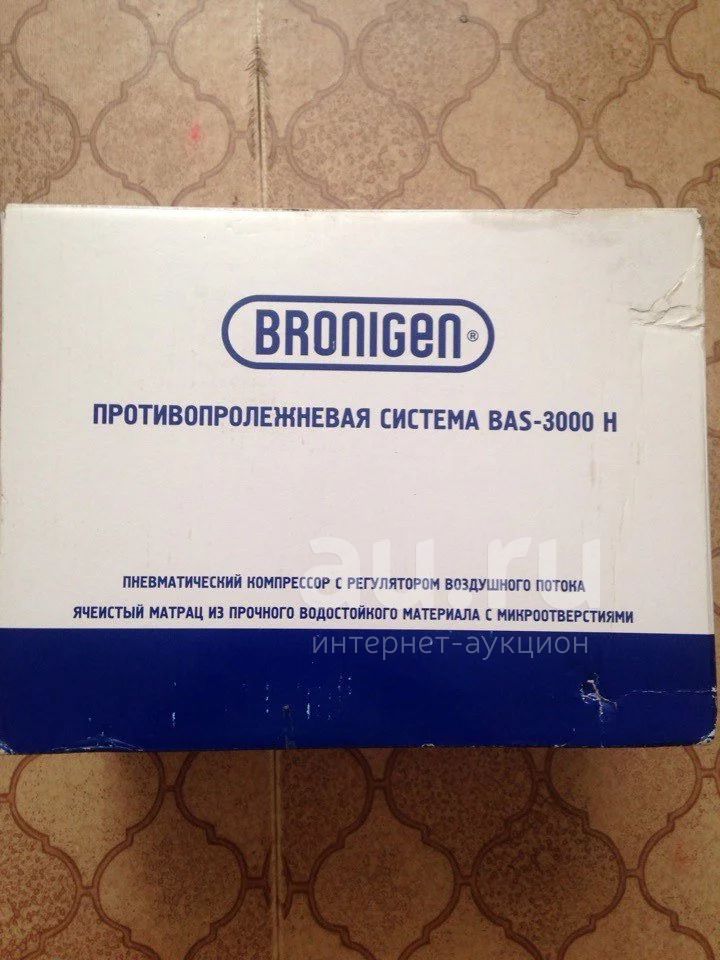 BRONIGEN®
ПРОТИВОПРОЛЕЖНЕВАЯ СИСТЕМА BAS-3000 H
au.ru
ПНЕВМАТИЧЕСКИЙ КОМПРЕССОР С РЕГУЛЯТОРОМ ВОЗДУШНОГО ПОТОКА
ЯЧЕИСТЫЙ МАТРАЦ ИЗ ПРОЧНОГО ВОДОСТОЙКОГО МАТЕРИАЛА С МИКРООТВЕРСТИЯМИ
интернет-аукцион